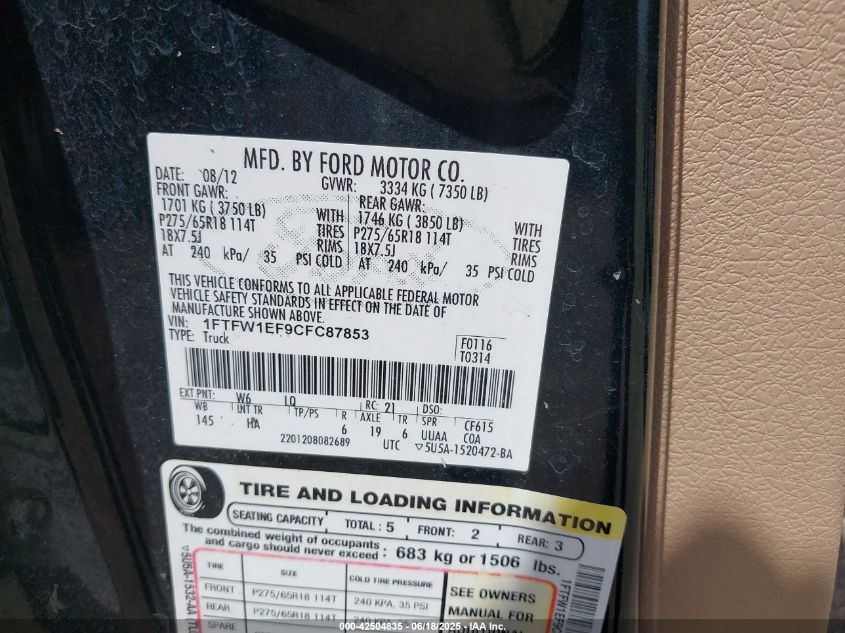 MFD. BY FORD MOTOR CO.
DATE: 08/12 GVWR: 3334 KG ( 7350 LB)
FRONT GAWR: REAR GAWR:
1701 KG ( 3750 LB) WITH 1746 KG ( 3850 LB) WITH
P275/65R18 114T TIRES P275/65R18 114T TIRES
18X7.5J RIMS 18X7.5J RIMS
AT 240 kPa/ 35 PSI COLD AT 240 kPa/ 35 PSI COLD
THIS VEHICLE CONFORMS TO ALL APPLICABLE FEDERAL MOTOR
VEHICLE SAFETY STANDARDS IN EFFECT ON THE DATE OF
MANUFACTURE SHOWN ABOVE.
VIN: 1FTFW1EF9CFC87853
TYPE: Truck
F0116
T0314
EXT PNT: W6 RC: 21 DSO:
WB INT TR TP/PS R AXLE TR SPR CF615
145 HA 6 19 6 UUAA COA
2201208082689 UTC ▽5U5A-1520472-BA
TIRE AND LOADING INFORMATION
SEATING CAPACITY TOTAL : 5 FRONT: 2 REAR: 3
The combined weight of occupants
and cargo should never exceed : 683 kg or 1506 lbs.
TIRE SIZE COLD TIRE PRESSURE
FRONT P275/65R18 114T 240 KPA, 35 PSI
REAR P275/65R18 114T 240 KPA, 35 PSI
SPARE
SEE OWNERS
MANUAL FOR
000-42504835 - 06/18/2025 - IAAI